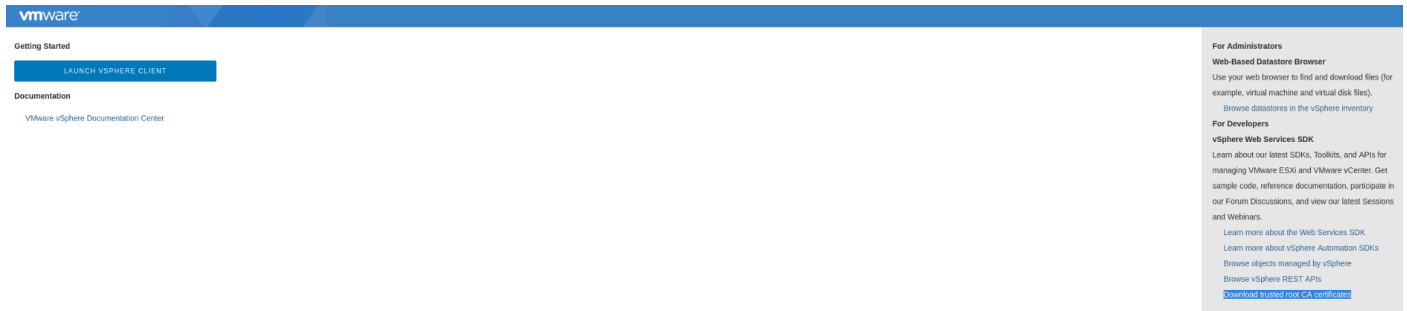 vmware®
Getting Started
LAUNCH VSPHERE CLIENT
Documentation
VMware vSphere Documentation Center
For Administrators
Web-Based Datastore Browser
Use your web browser to find and download files (for
example, virtual machine and virtual disk files).
Browse datastores in the vSphere inventory
For Developers
vSphere Web Services SDK
Learn about our latest SDKs, Toolkits, and APIs for
managing VMware ESXi and VMware vCenter. Get
sample code, reference documentation, participate in
our Forum Discussions, and view our latest Sessions
and Webinars.
Learn more about the Web Services SDK
Learn more about vSphere Automation SDKs
Browse objects managed by vSphere
Browse vSphere REST APIs
Download trusted root CA certificates